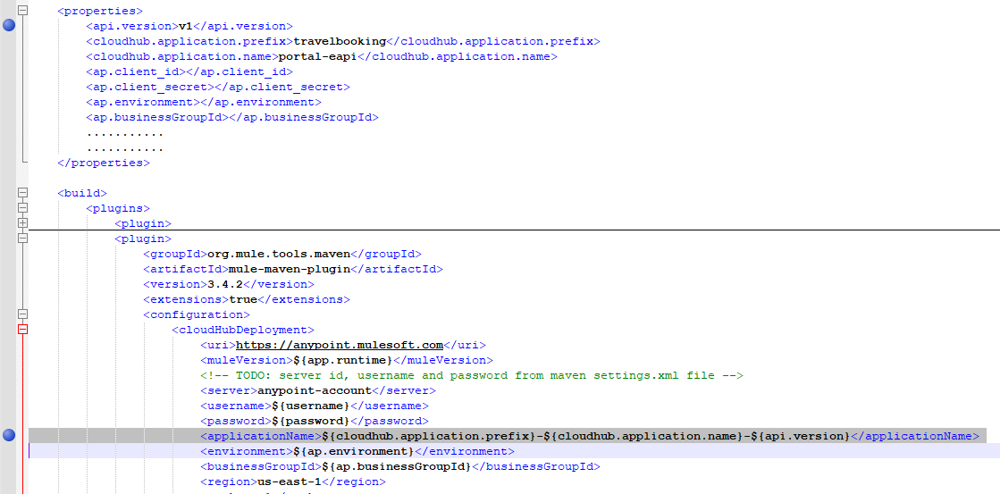 <properties>
<api.version>v1</api.version>
<cloudhub.application.prefix>travelbooking</cloudhub.application.prefix>
<cloudhub.application.name>portal-eapi</cloudhub.application.name>
<ap.client_id></ap.client_id>
<ap.client_secret></ap.client_secret>
<ap.environment></ap.environment>
<ap.businessGroupId></ap.businessGroupId>
...........
...........
</properties>
<build>
<plugins>
<plugin>
<plugin>
<groupId>org.mule.tools.maven</groupId>
<artifactId>mule-maven-plugin</artifactId>
<version>3.4.2</version>
<extensions>true</extensions>
<configuration>
<cloudHubDeployment>
<uri>https://anypoint.mulesoft.com</uri>
<muleVersion>${app.runtime}</muleVersion>
<!-- TODO: server id, username and password from maven settings.xml file -->
<server>anypoint-account</server>
<username>${username}</username>
<password>${password}</password>
<applicationName>${cloudhub.application.prefix}-${cloudhub.application.name}-${api.version}</applicationName>
<environment>${ap.environment}</environment>
<businessGroupId>${ap.businessGroupId}</businessGroupId>
<region>us-east-1</region>